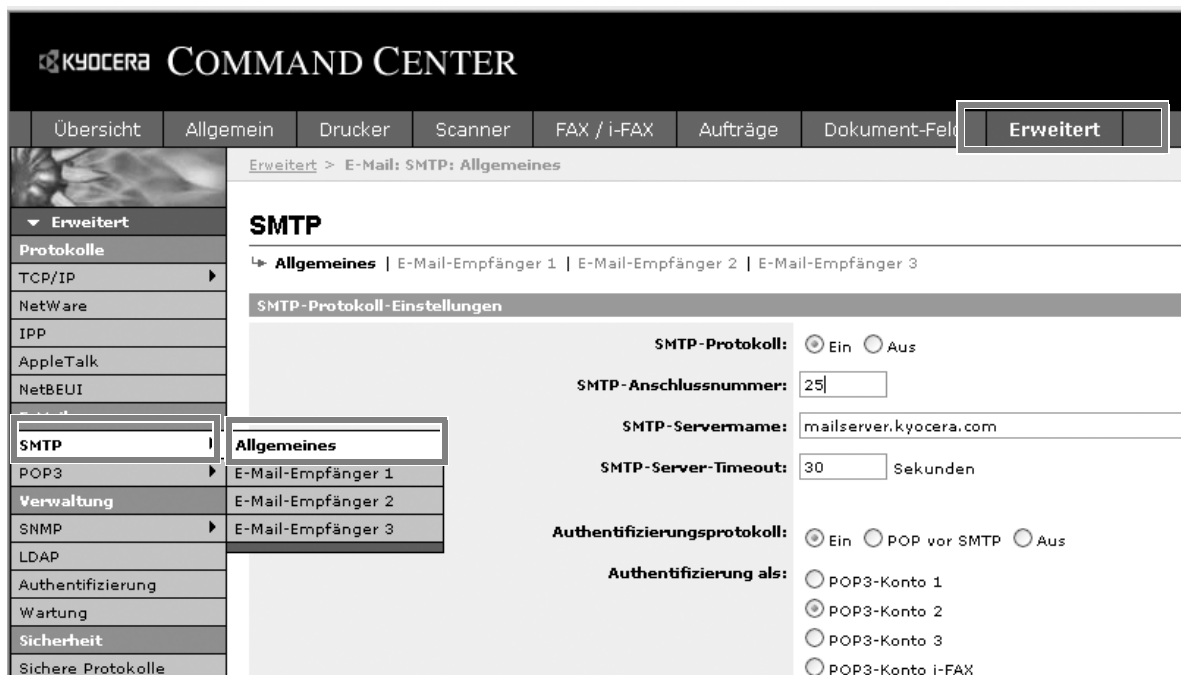 KYOCERA COMMAND CENTER
Übersicht Allgemein Drucker Scanner FAX / i-FAX Aufträge Dokument-Feld Erweitert
Erweitert > E-Mail: SMTP: Allgemeines
Erweitert
Protokolle
TCP/IP
NetWare
IPP
AppleTalk
NetBEUI
SMTP
POP3
Verwaltung
SNMP
LDAP
Authentifizierung
Wartung
Sicherheit
Sichere Protokolle
Allgemeines
E-Mail-Empfänger 1
E-Mail-Empfänger 2
E-Mail-Empfänger 3
SMTP
Allgemeines | E-Mail-Empfänger 1 | E-Mail-Empfänger 2 | E-Mail-Empfänger 3
SMTP-Protokoll-Einstellungen
SMTP-Protokoll: Ein Aus
SMTP-Anschlussnummer: 25
SMTP-Servername: mailserver.kyocera.com
SMTP-Server-Timeout: 30 Sekunden
Authentifizierungsprotokoll: Ein POP vor SMTP Aus
Authentifizierung als: POP3-Konto 1
POP3-Konto 2
POP3-Konto 3
POP3-Konto i-FAX